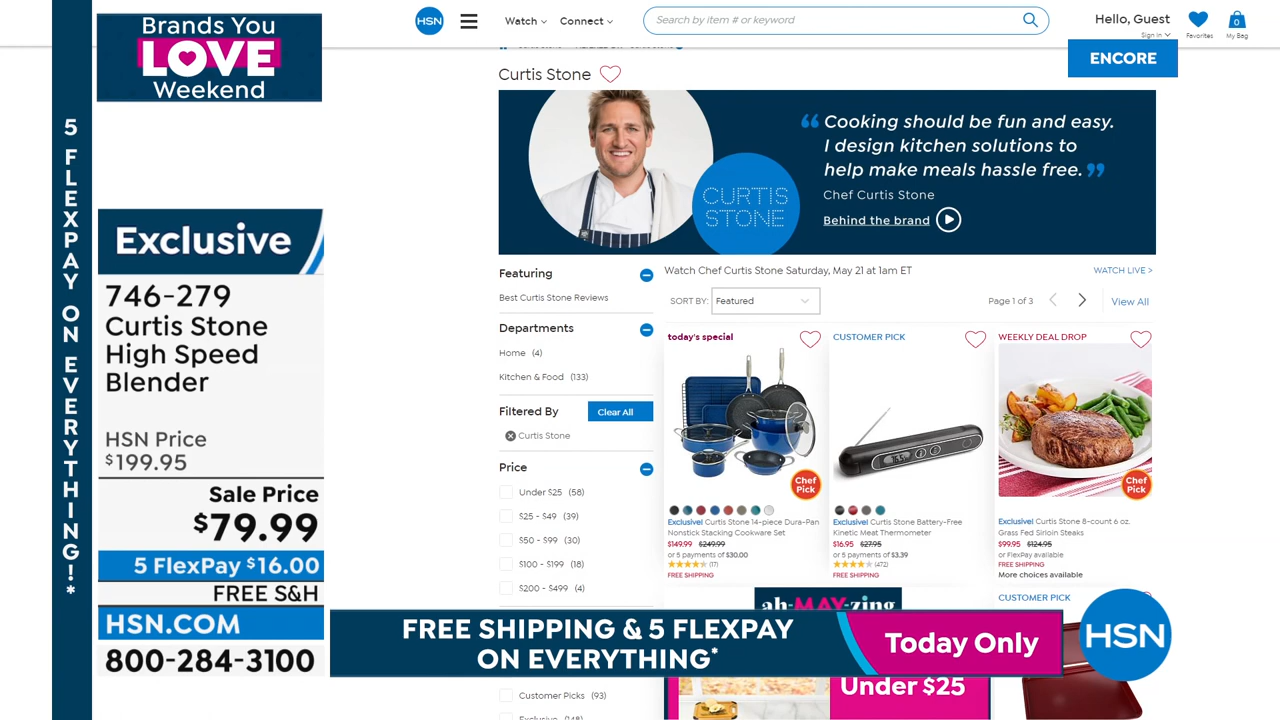 Brands You
LOVE
Weekend
5 FLEXPAY ON EVERYTHING!*
Exclusive
746-279
Curtis Stone
High Speed
Blender
HSN Price
$199.95
Sale Price
$79.99
5 FlexPay $16.00
FREE S&H
HSN.COM
800-284-3100
HSN
Watch
Connect
Search by item # or keyword
Hello, Guest
Sign in
Favorites
0
My Bag
ENCORE
Curtis Stone
Cooking should be fun and easy.
I design kitchen solutions to
help make meals hassle free.
Chef Curtis Stone
Behind the brand
CURTIS
STONE
Featuring
Best Curtis Stone Reviews
Departments
Home (4)
Kitchen & Food (133)
Filtered By
Clear All
Curtis Stone
Price
Under $25 (58)
$25 - $49 (39)
$50 - $99 (30)
$100 - $199 (18)
$200 - $499 (4)
Customer Picks (93)
Exclusive (148)
Watch Chef Curtis Stone Saturday, May 21 at 1am ET
WATCH LIVE >
SORT BY: Featured
Page 1 of 3
View All
today's special
Chef
Pick
Exclusive! Curtis Stone 14-piece Dura-Pan
Nonstick Stacking Cookware Set
$149.99 $249.99
or 5 payments of $30.00
(17)
FREE SHIPPING
CUSTOMER PICK
Exclusive! Curtis Stone Battery-Free
Kinetic Meat Thermometer
$16.95 $27.95
or 5 payments of $3.39
(472)
FREE SHIPPING
WEEKLY DEAL DROP
Chef
Pick
Exclusive! Curtis Stone 8-count 6 oz.
Grass Fed Sirloin Steaks
$99.95 $124.95
or FlexPay available
FREE SHIPPING
More choices available
CUSTOMER PICK
ah-MAY-zing
Under $25
FREE SHIPPING & 5 FLEXPAY
ON EVERYTHING*
Today Only
HSN